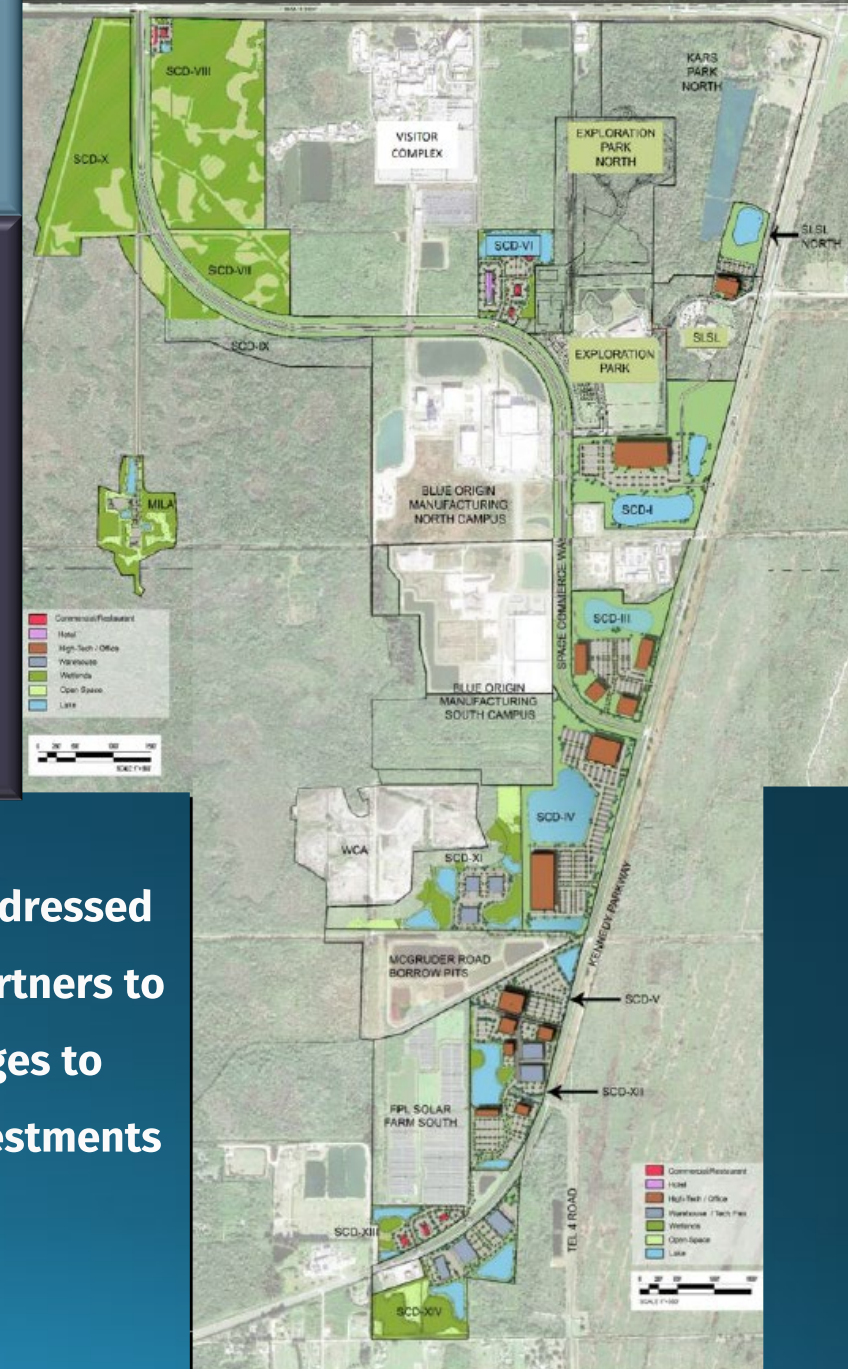 KARS
PARK
NORTH
SCD-VIII
VISITOR
COMPLEX
EXPLORATION
PARK
NORTH
SCD-X
SLSL
NORTH
SCD-VI
SCD-VII
SCD-IX
SLSL
EXPLORATION
PARK
BLUE ORIGIN
MANUFACTURING
NORTH CAMPUS
MILA
SCD-I
SPACE COMMERCE WAY
Commercial/Restaurant
Hotel
High-Tech / Office
Warehouse
Wetlands
Open Space
Lake
SCD-III
BLUE ORIGIN
MANUFACTURING
SOUTH CAMPUS
SCD-IV
WCA
SCD-XI
KENNEDY PARKWAY
dressed
rtners to
ges to
estments
MCGRUDER ROAD
BORROW PITS
SCD-V
SCD-XII
FPL SOLAR
FARM SOUTH
TEL 4 ROAD
Commercial/Restaurant
Hotel
High-Tech / Office
Warehouse / Tech Flex
Wetlands
Open Space
Lake
SCD-XIII
SCD-XIV